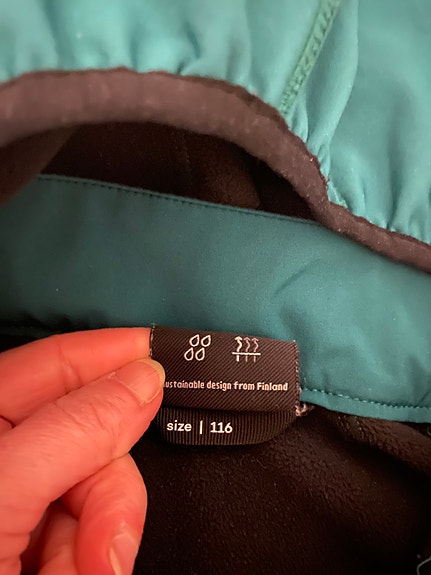 ustainable design from Finland
size | 116